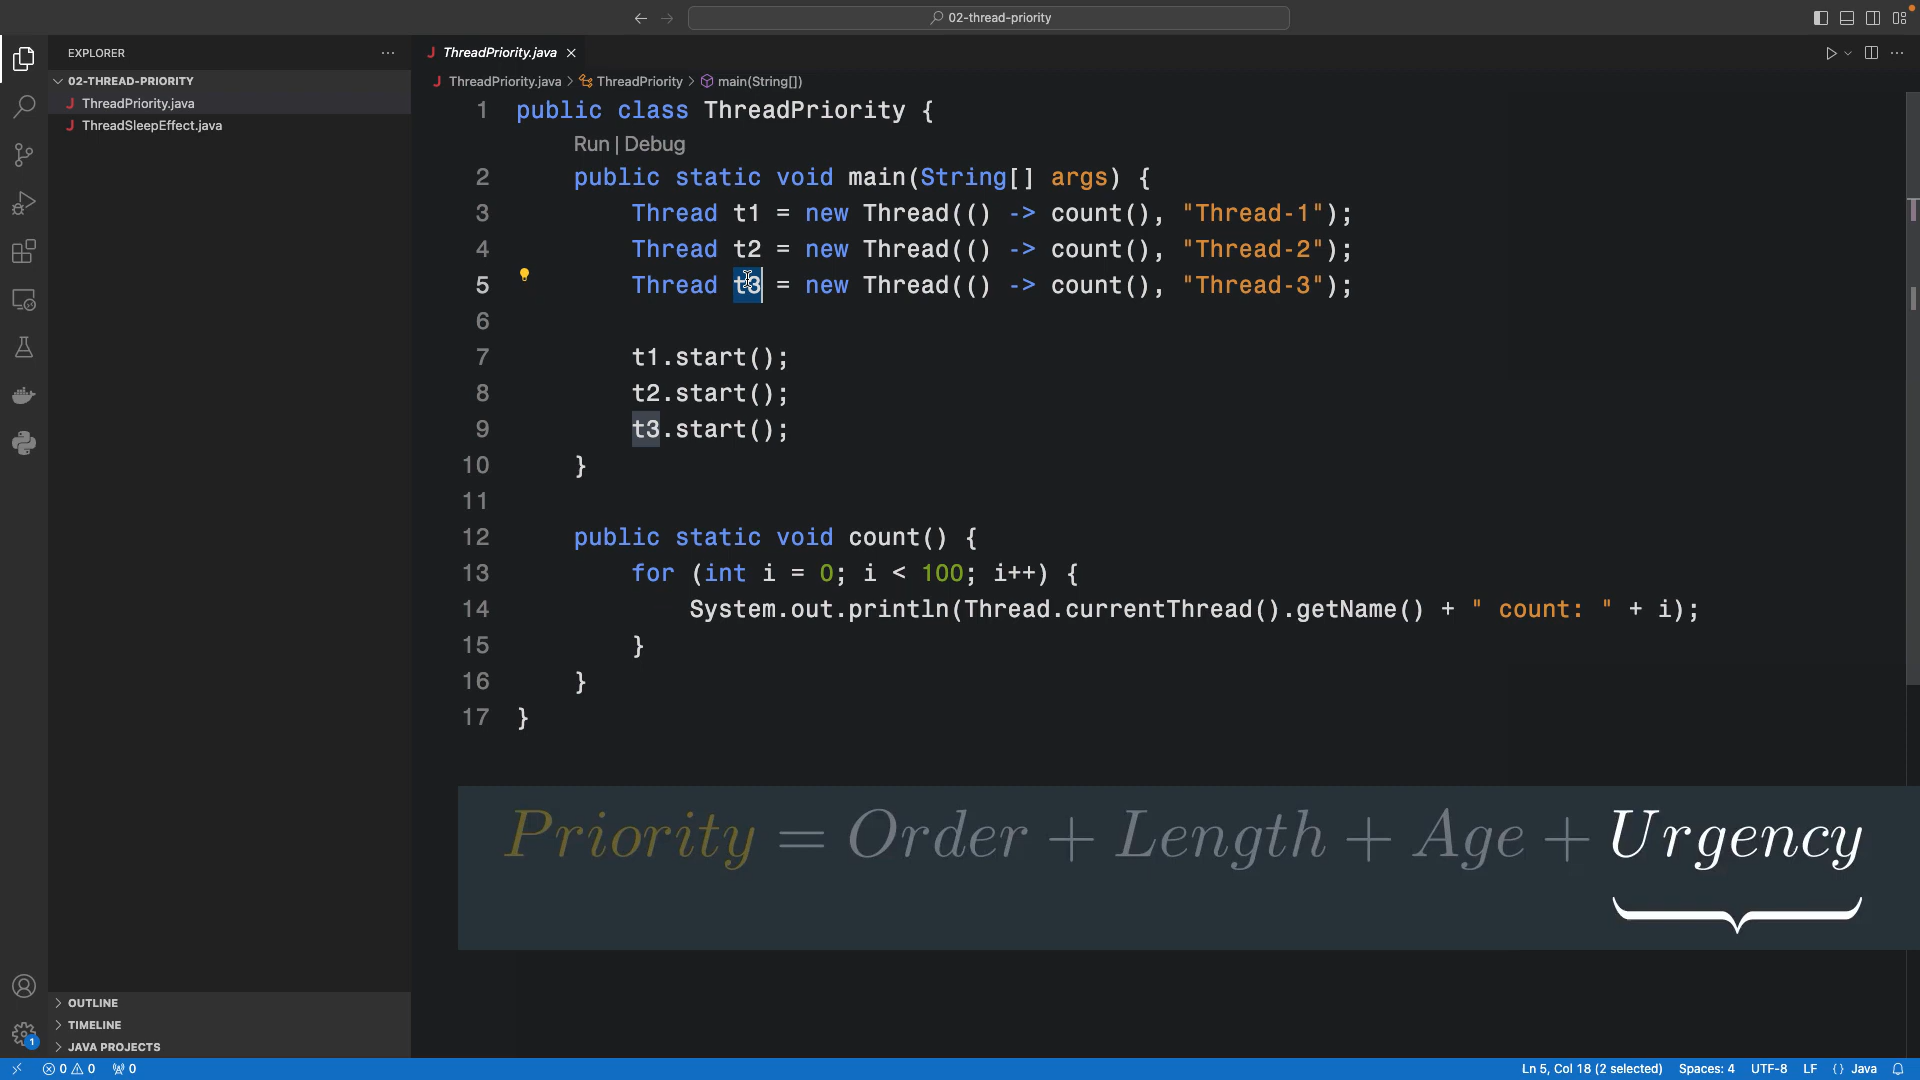 02-thread-priority
EXPLORER
02-THREAD-PRIORITY
J ThreadPriority.java
J ThreadSleepEffect.java
J ThreadPriority.java
J ThreadPriority.java > ThreadPriority > main(String[])
1 public class ThreadPriority {
Run | Debug
2 public static void main(String[] args) {
3 Thread t1 = new Thread(() -> count(), "Thread-1");
4 Thread t2 = new Thread(() -> count(), "Thread-2");
5 Thread t3 = new Thread(() -> count(), "Thread-3");
6
7 t1.start();
8 t2.start();
9 t3.start();
10 }
11
12 public static void count() {
13 for (int i = 0; i < 100; i++) {
14 System.out.println(Thread.currentThread().getName() + " count: " + i);
15 }
16 }
17 }
Priority = Order + Length + Age + Urgency
OUTLINE
TIMELINE
JAVA PROJECTS
1
0 0 0 Ln 5, Col 18 (2 selected) Spaces: 4 UTF-8 LF {} Java